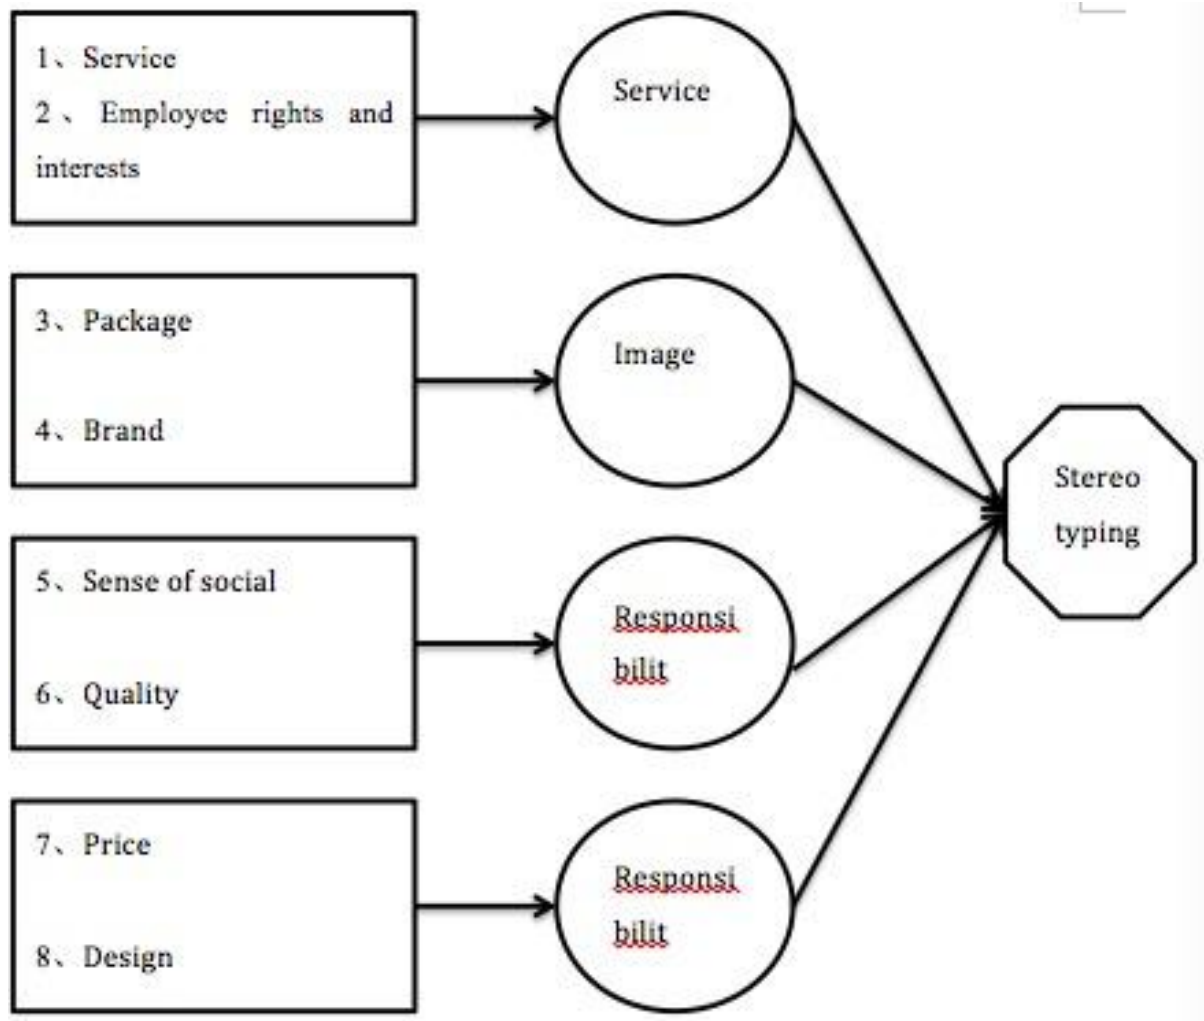 1、Service
2、 Employee rights and
interests
Service
3、Package
4、Brand
Image
5、Sense of social
6、Quality
Responsi
bilit
7、Price
8、Design
Responsi
bilit
Stereo
typing